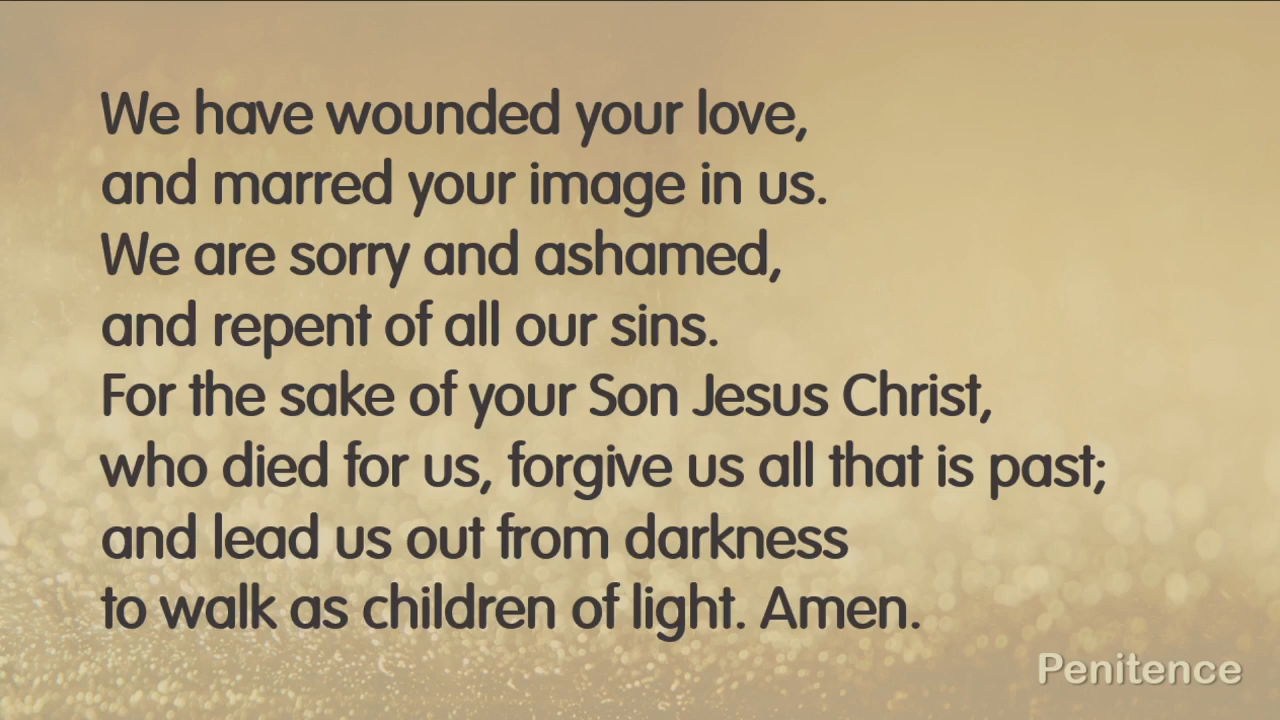 We have wounded your love,
and marred your image in us.
We are sorry and ashamed,
and repent of all our sins.
For the sake of your Son Jesus Christ,
who died for us, forgive us all that is past;
and lead us out from darkness
to walk as children of light. Amen.
Penitence